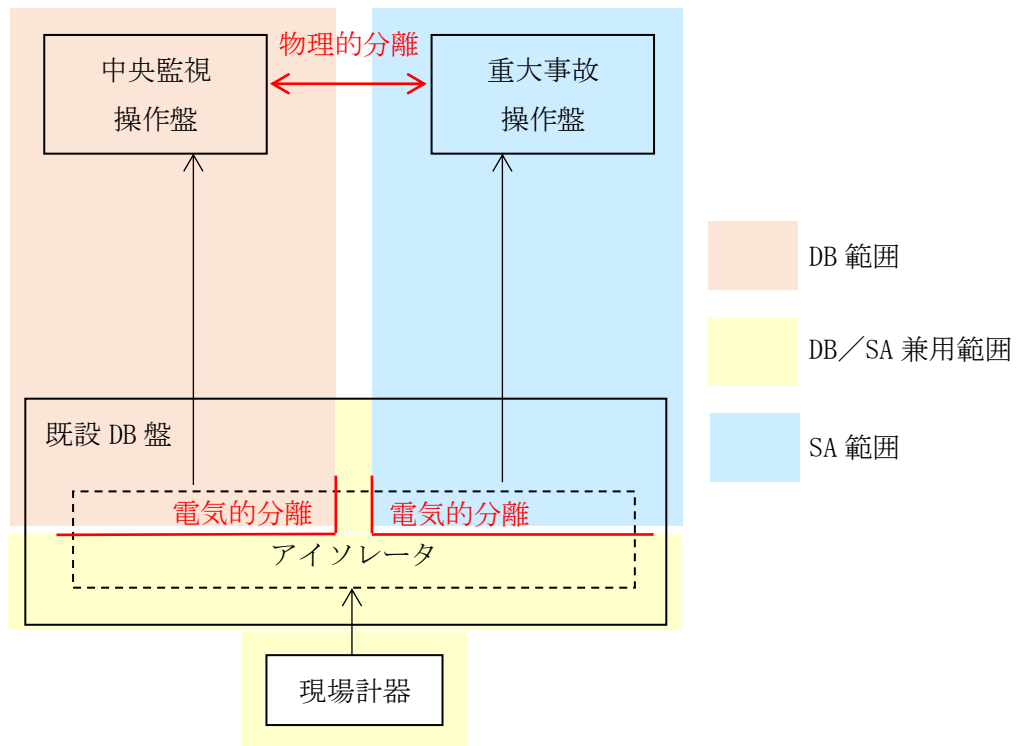 物理的分離
中央監視
操作盤
重大事故
操作盤
DB 範囲
DB／SA 兼用範囲
SA 範囲
既設 DB 盤
電気的分離
電気的分離
アイソレータ
現場計器